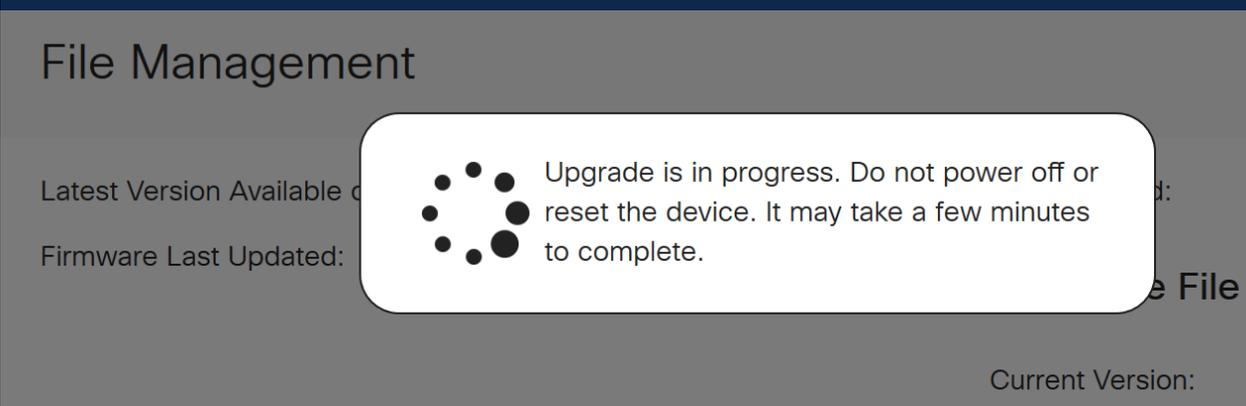 File Management
Latest Version Available
Upgrade is in progress. Do not power off or
reset the device. It may take a few minutes
to complete.
d:
Firmware Last Updated:
e File
Current Version: